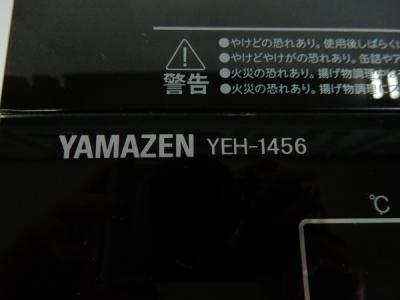 ●やけどの恐れあり。使用後しばらくは
●やけどやけがの恐れあり。缶詰やア
警告 ●火災の恐れあり。揚げ物調理
●火災の恐れあり。揚げ物調理
YAMAZEN YEH-1456
℃